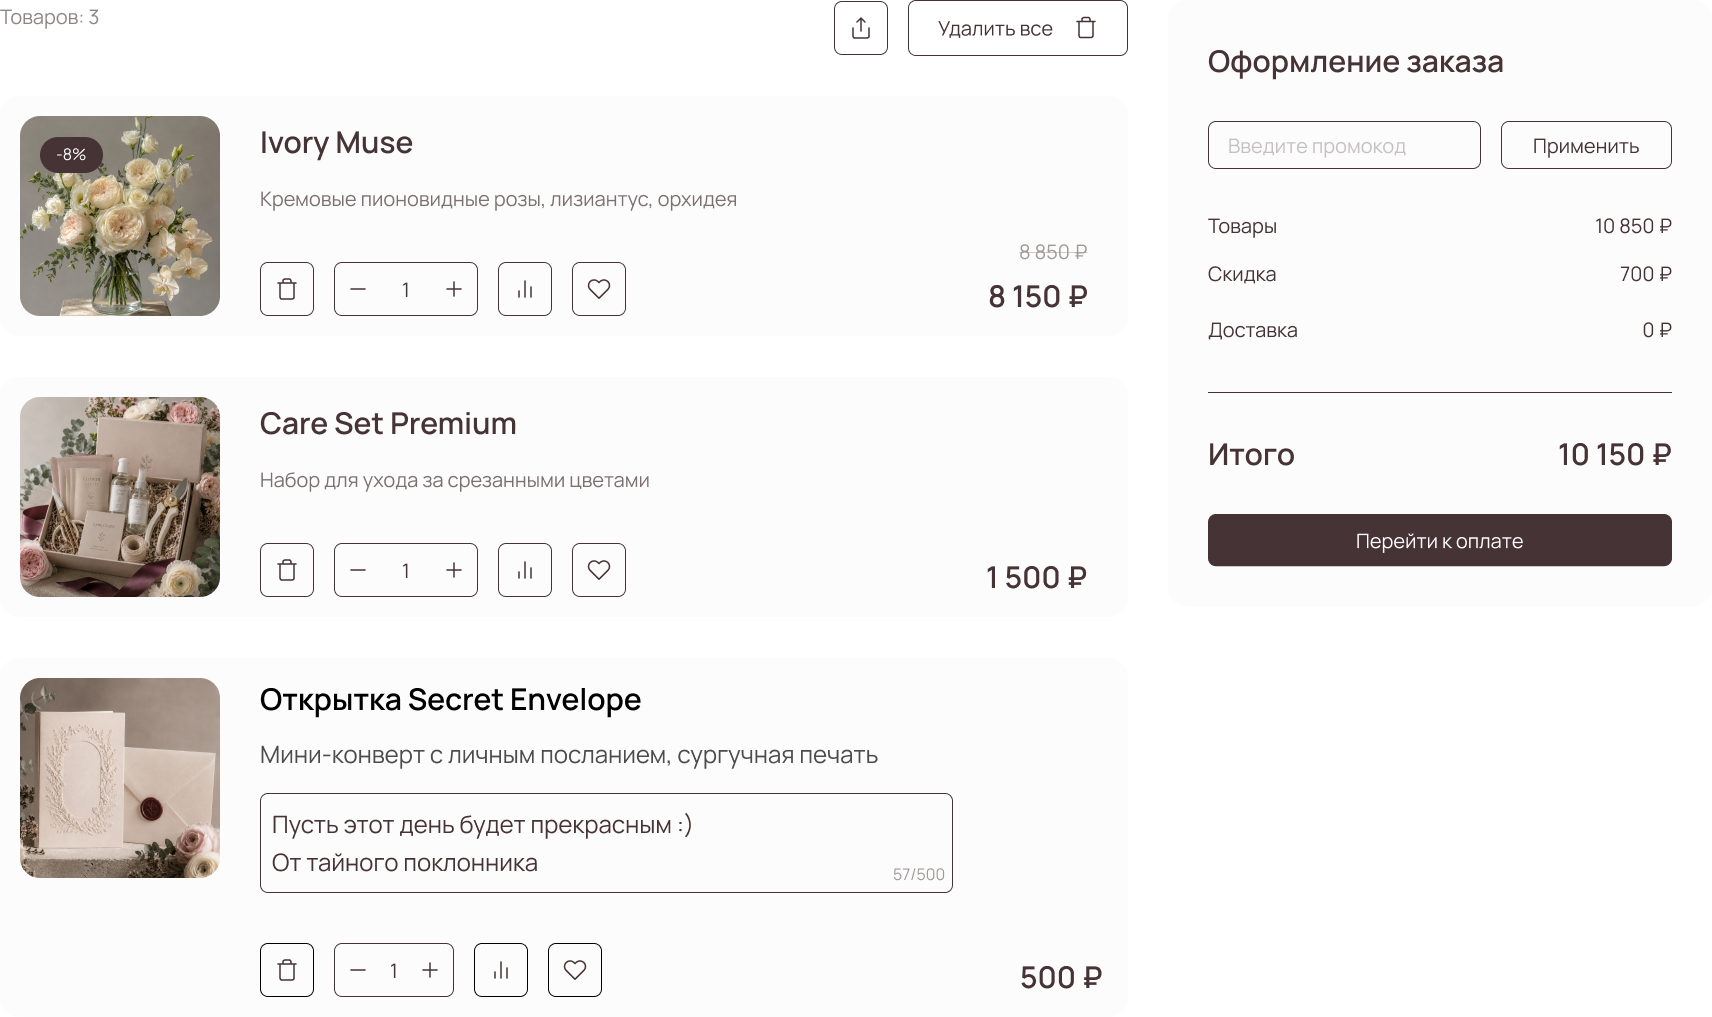 Товаров: 3
Удалить все
-8%
Ivory Muse
Кремовые пионовидные розы, лизиантус, орхидея
1
8 850 ₽
8 150 ₽
Care Set Premium
Набор для ухода за срезанными цветами
1
1 500 ₽
Открытка Secret Envelope
Мини-конверт с личным посланием, сургучная печать
Пусть этот день будет прекрасным :)
От тайного поклонника
57/500
1
500 ₽
Оформление заказа
Введите промокод
Применить
Товары 10 850 ₽
Скидка 700 ₽
Доставка 0 ₽
Итого 10 150 ₽
Перейти к оплате